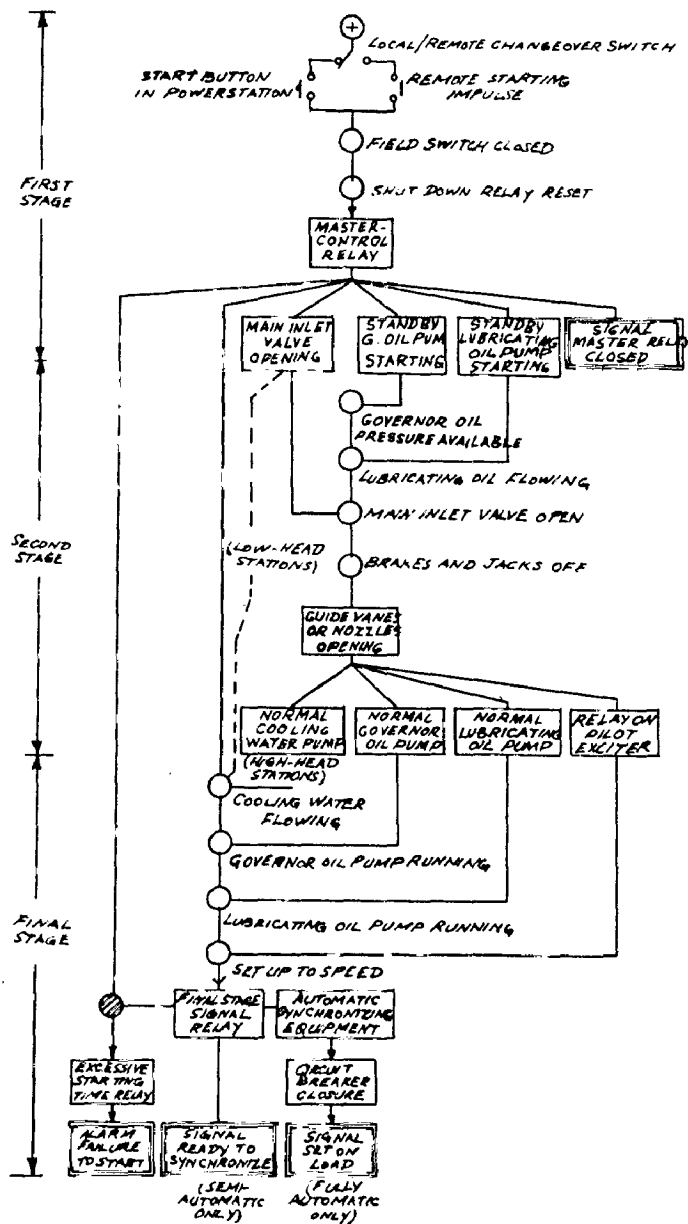 +
LOCAL/REMOTE CHANGEOVER SWITCH
START BUTTON
IN POWERSTATION
REMOTE STARTING
IMPULSE
FIELD SWITCH CLOSED
SHUT DOWN RELAY RESET
FIRST
STAGE
MASTER-
CONTROL
RELAY
MAIN INLET
VALVE
OPENING
STANDBY
G. OIL PUM
STARTING
STANDBY
LUBRICATING
OIL PUMP
STARTING
SIGNAL
MASTER RELO
CLOSED
GOVERNOR OIL
PRESSURE AVAILABLE
LUBRICATING OIL FLOWING
MAIN INLET VALVE OPEN
SECOND
STAGE
(LOW-HEAD
STATIONS)
BRAKES AND JACKS OFF
GUIDE VANES
OR NOZZLES
OPENING
NORMAL
COOLING
WATER PUMP
NORMAL
GOVERNOR
OIL PUMP
NORMAL
LUBRICATING
OIL PUMP
RELAY ON
PILOT
EXCITER
(HIGH-HEAD
STATIONS)
COOLING WATER
FLOWING
GOVERNOR OIL PUMP RUNNING
LUBRICATING OIL PUMP RUNNING
FINAL
STAGE
SET UP TO SPEED
FINAL STAGE
SIGNAL
RELAY
AUTOMATIC
SYNCHRONIZING
EQUIPMENT
EXCESSIVE
STARTING
TIME RELAY
CIRCUIT
BREAKER
CLOSURE
ALARM
FAILURE
TO START
SIGNAL
READY TO
SYNCHRONIZE
SIGNAL
SET ON
LOAD
(SEMI-
AUTOMATIC
ONLY)
(FULLY
AUTOMATIC
ONLY)